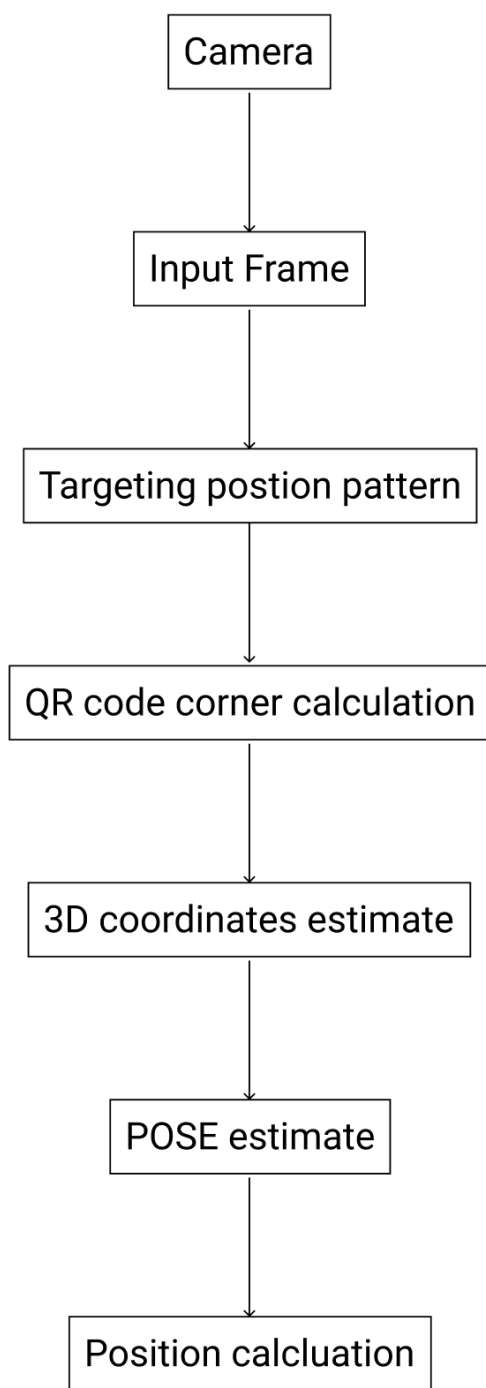 Camera
Input Frame
Targeting postion pattern
QR code corner calculation
3D coordinates estimate
POSE estimate
Position calcluation